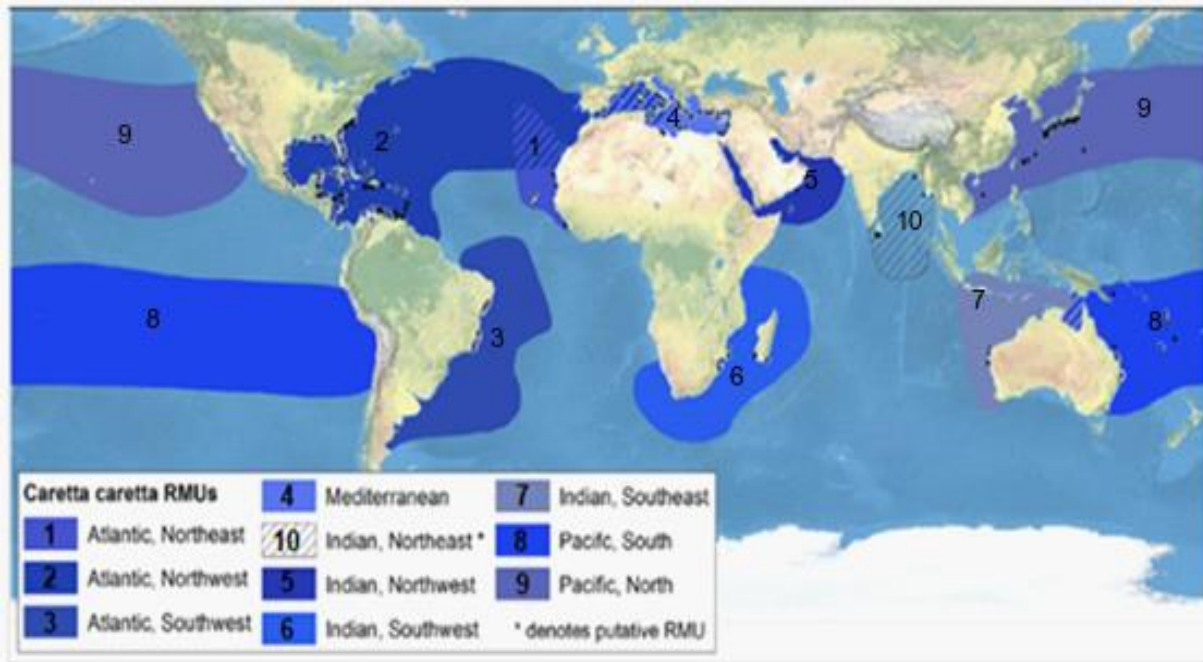 9
2
1
4
5
9
10
8
3
6
7
8
Caretta caretta RMUs
1 Atlantic, Northeast
2 Atlantic, Northwest
3 Atlantic, Southwest
4 Mediterranean
10 Indian, Northeast *
5 Indian, Northwest
6 Indian, Southwest
7 Indian, Southeast
8 Pacifc, South
9 Pacific, North
* denotes putative RMU